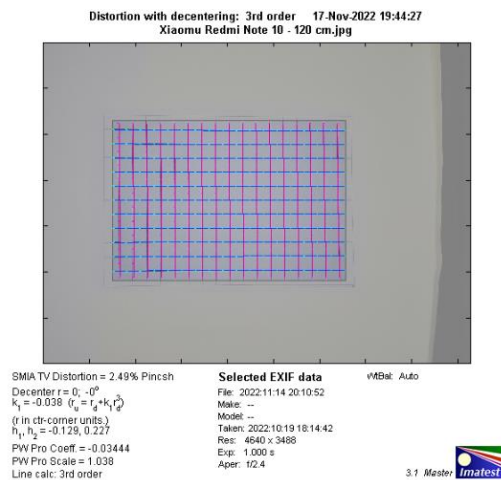 Distortion with decentering: 3rd order 17-Nov-2022 19:44:27
Xiaomu Redmi Note 10 - 120 cm.jpg
SMIA TV Distortion = 2.49% Pincsh
Decenter r = 0; -0°
k₁ = -0.038 (rᵤ = r_d+k₁r_d³)
(r in ctr-corner units.)
h₁, h₂ = -0.129, 0.227
PW Pro Coeff. = -0.03444
PW Pro Scale = 1.038
Line calc: 3rd order
Selected EXIF data
File: 2022:11:14 20:10:52
Make: --
Model: --
Taken: 2022:10:19 18:14:42
Res: 4640 x 3488
Exp: 1.000 s
Aper: f/2.4
WtBal: Auto
3.1 Master
Imatest